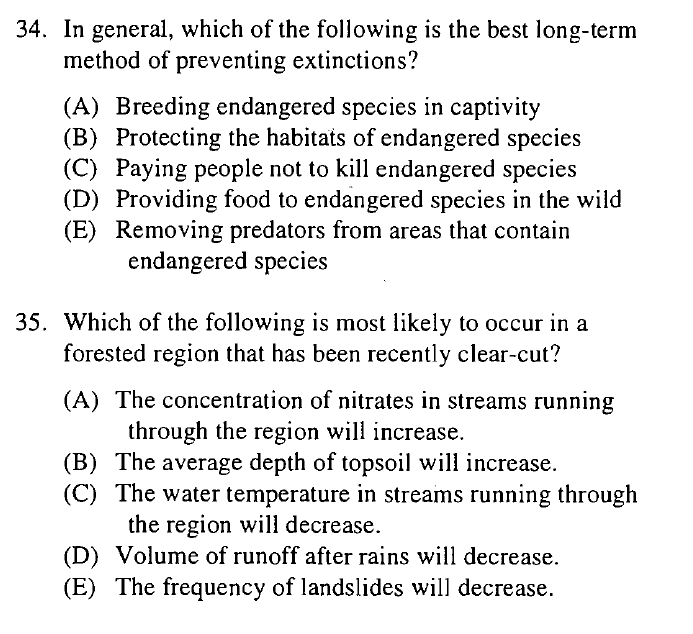 34. In general, which of the following is the best long-term
method of preventing extinctions?
(A) Breeding endangered species in captivity
(B) Protecting the habitats of endangered species
(C) Paying people not to kill endangered species
(D) Providing food to endangered species in the wild
(E) Removing predators from areas that contain
endangered species
35. Which of the following is most likely to occur in a
forested region that has been recently clear-cut?
(A) The concentration of nitrates in streams running
through the region will increase.
(B) The average depth of topsoil will increase.
(C) The water temperature in streams running through
the region will decrease.
(D) Volume of runoff after rains will decrease.
(E) The frequency of landslides will decrease.